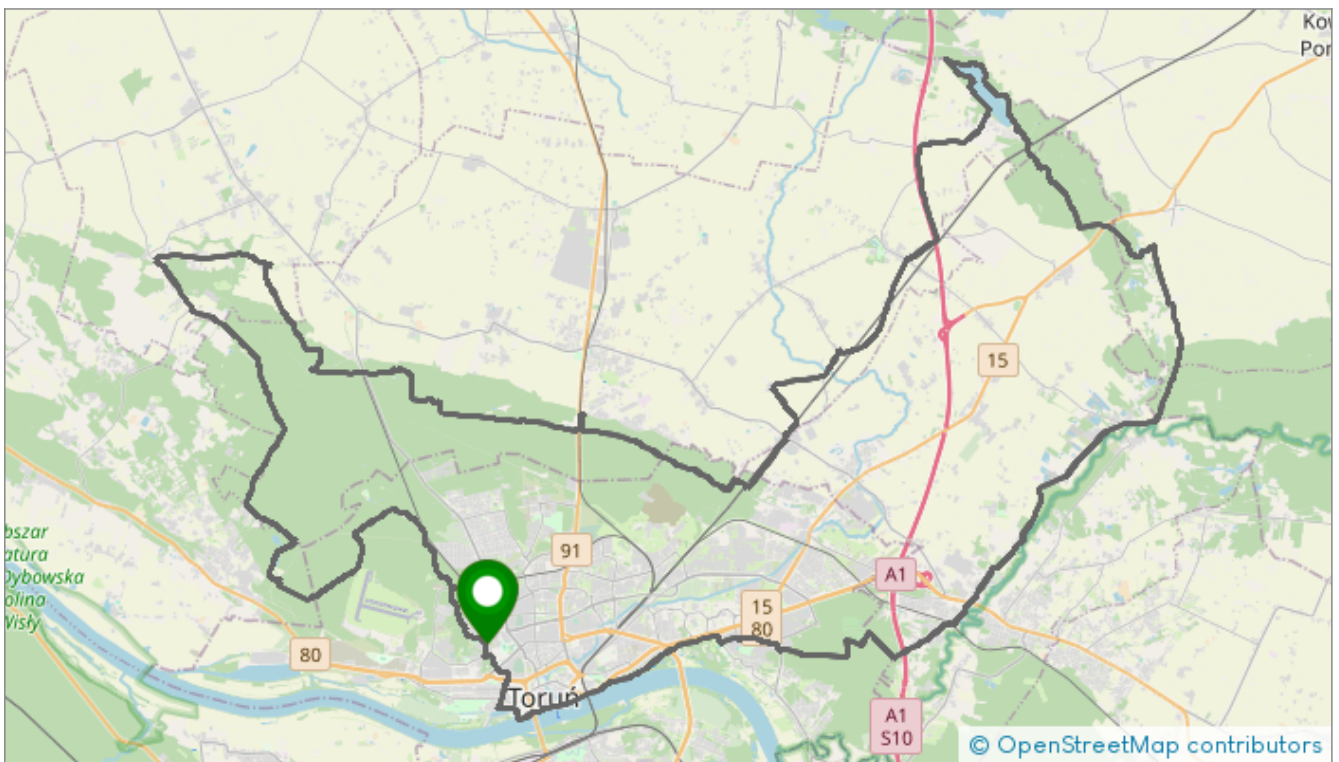 Kow
Por
15
bszar
atura
Dybowska
olina
Wisły
91
A1
15
80
80
Toruń
A1
S10
© OpenStreetMap contributors